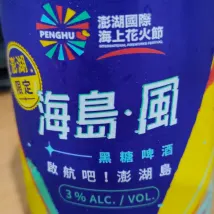 澎湖國際
海上花火節
PENGHU
PENGHU INTERNATIONAL FIREWORKS FESTIVAL
澎湖
限定
海島·風
黑糖啤酒
啟航吧！澎湖島
3% ALC. / VOL.